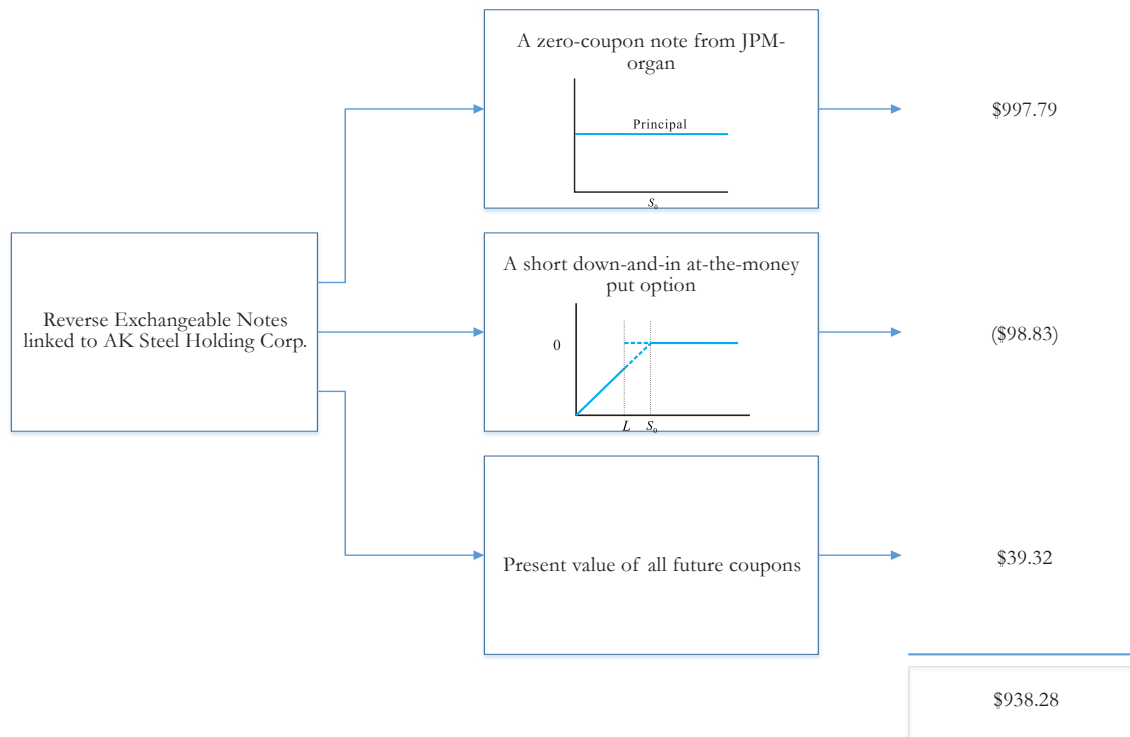 A zero-coupon note from JPM-
organ
Principal
S₀
$997.79
Reverse Exchangeable Notes
linked to AK Steel Holding Corp.
A short down-and-in at-the-money
put option
0
L S₀
($98.83)
Present value of all future coupons
$39.32
$938.28